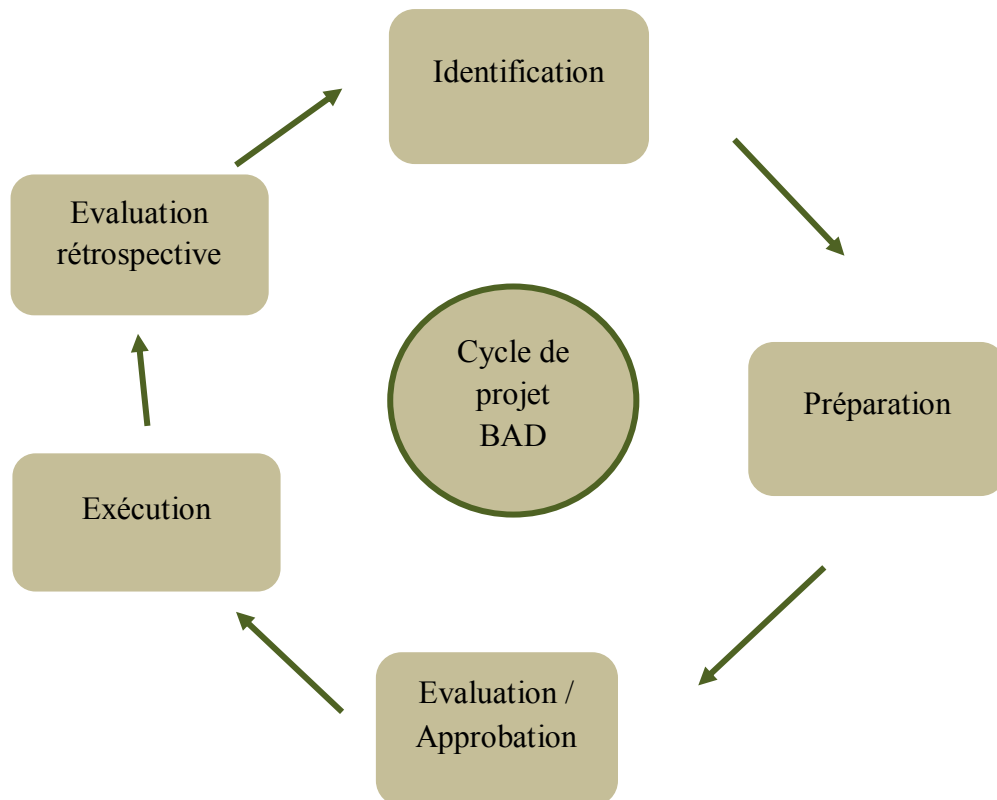 Identification
Evaluation
rétrospective
Cycle de
projet
BAD
Préparation
Exécution
Evaluation /
Approbation